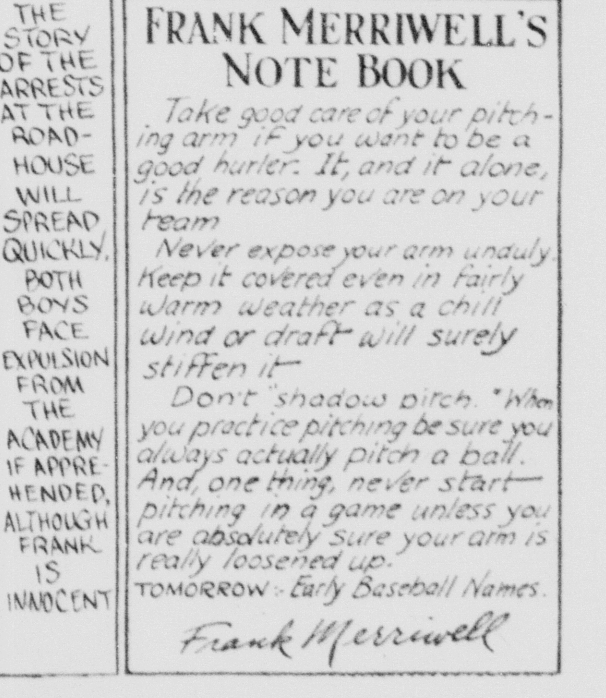 THE
STORY
OF THE
ARRESTS
AT THE
ROAD-
HOUSE
WILL
SPREAD
QUICKLY.
BOTH
BOYS
FACE
EXPULSION
FROM
THE
ACADEMY
IF APPRE-
HENDED,
ALTHOUGH
FRANK
IS
INNOCENT
FRANK MERRIWELL'S
NOTE BOOK
Take good care of your pitch-
ing arm if you want to be a
good hurler. It, and it alone,
is the reason you are on your
team
Never expose your arm unduly.
Keep it covered even in fairly
warm weather as a chill
wind or draft will surely
stiffen it
Don't "shadow pitch." When
you practice pitching be sure you
always actually pitch a ball.
And, one thing, never start
pitching in a game unless you
are absolutely sure your arm is
really loosened up.
TOMORROW:- Early Baseball Names.
Frank Merriwell